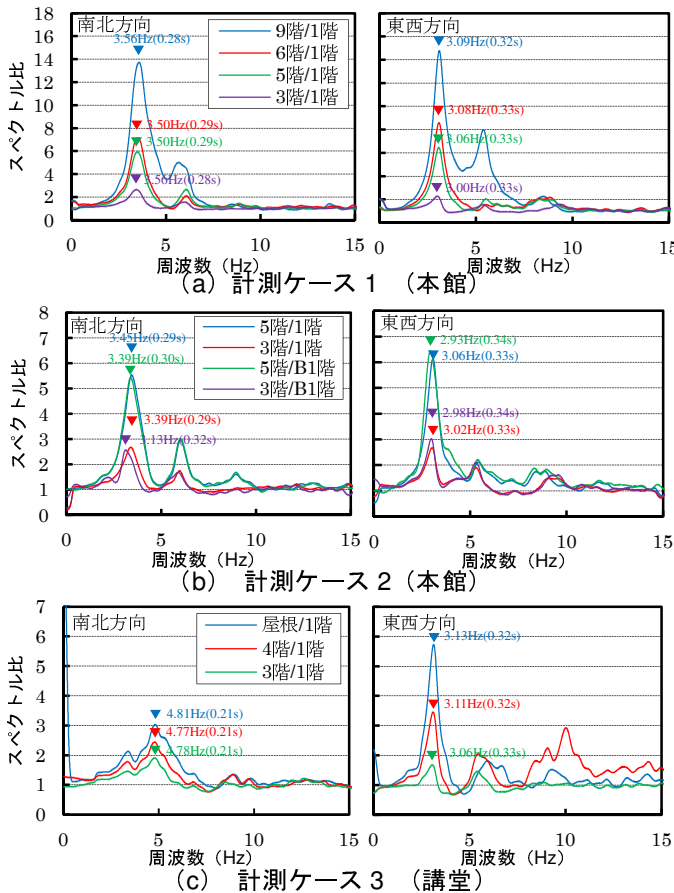 南北方向
18
16
14
12
10
8
6
4
2
0
スペクトル比
3.56Hz(0.28s)
3.50Hz(0.29s)
3.50Hz(0.29s)
3.56Hz(0.28s)
9階/1階
6階/1階
5階/1階
3階/1階
0 5 10 15
周波数（Hz）
東西方向
3.09Hz(0.32s)
3.08Hz(0.33s)
3.06Hz(0.33s)
3.00Hz(0.33s)
5 10 15
周波数（Hz）
(a) 計測ケース 1 （本館）
南北方向
8
7
6
5
4
3
2
1
0
スペクトル比
3.45Hz(0.29s)
3.39Hz(0.30s)
3.39Hz(0.29s)
3.13Hz(0.32s)
5階/1階
3階/1階
5階/B1階
3階/B1階
0 5 10 15
周波数（Hz）
東西方向
2.93Hz(0.34s)
3.06Hz(0.33s)
2.98Hz(0.34s)
3.02Hz(0.33s)
0 5 10 15
周波数（Hz）
(b) 計測ケース 2 （本館）
南北方向
7
6
5
4
3
2
1
0
スペクトル比
4.81Hz(0.21s)
4.77Hz(0.21s)
4.78Hz(0.21s)
屋根/1階
4階/1階
3階/1階
0 5 10 15
周波数（Hz）
東西方向
3.13Hz(0.32s)
3.11Hz(0.32s)
3.06Hz(0.33s)
0 5 10 15
周波数（Hz）
(c) 計測ケース 3 （講堂）